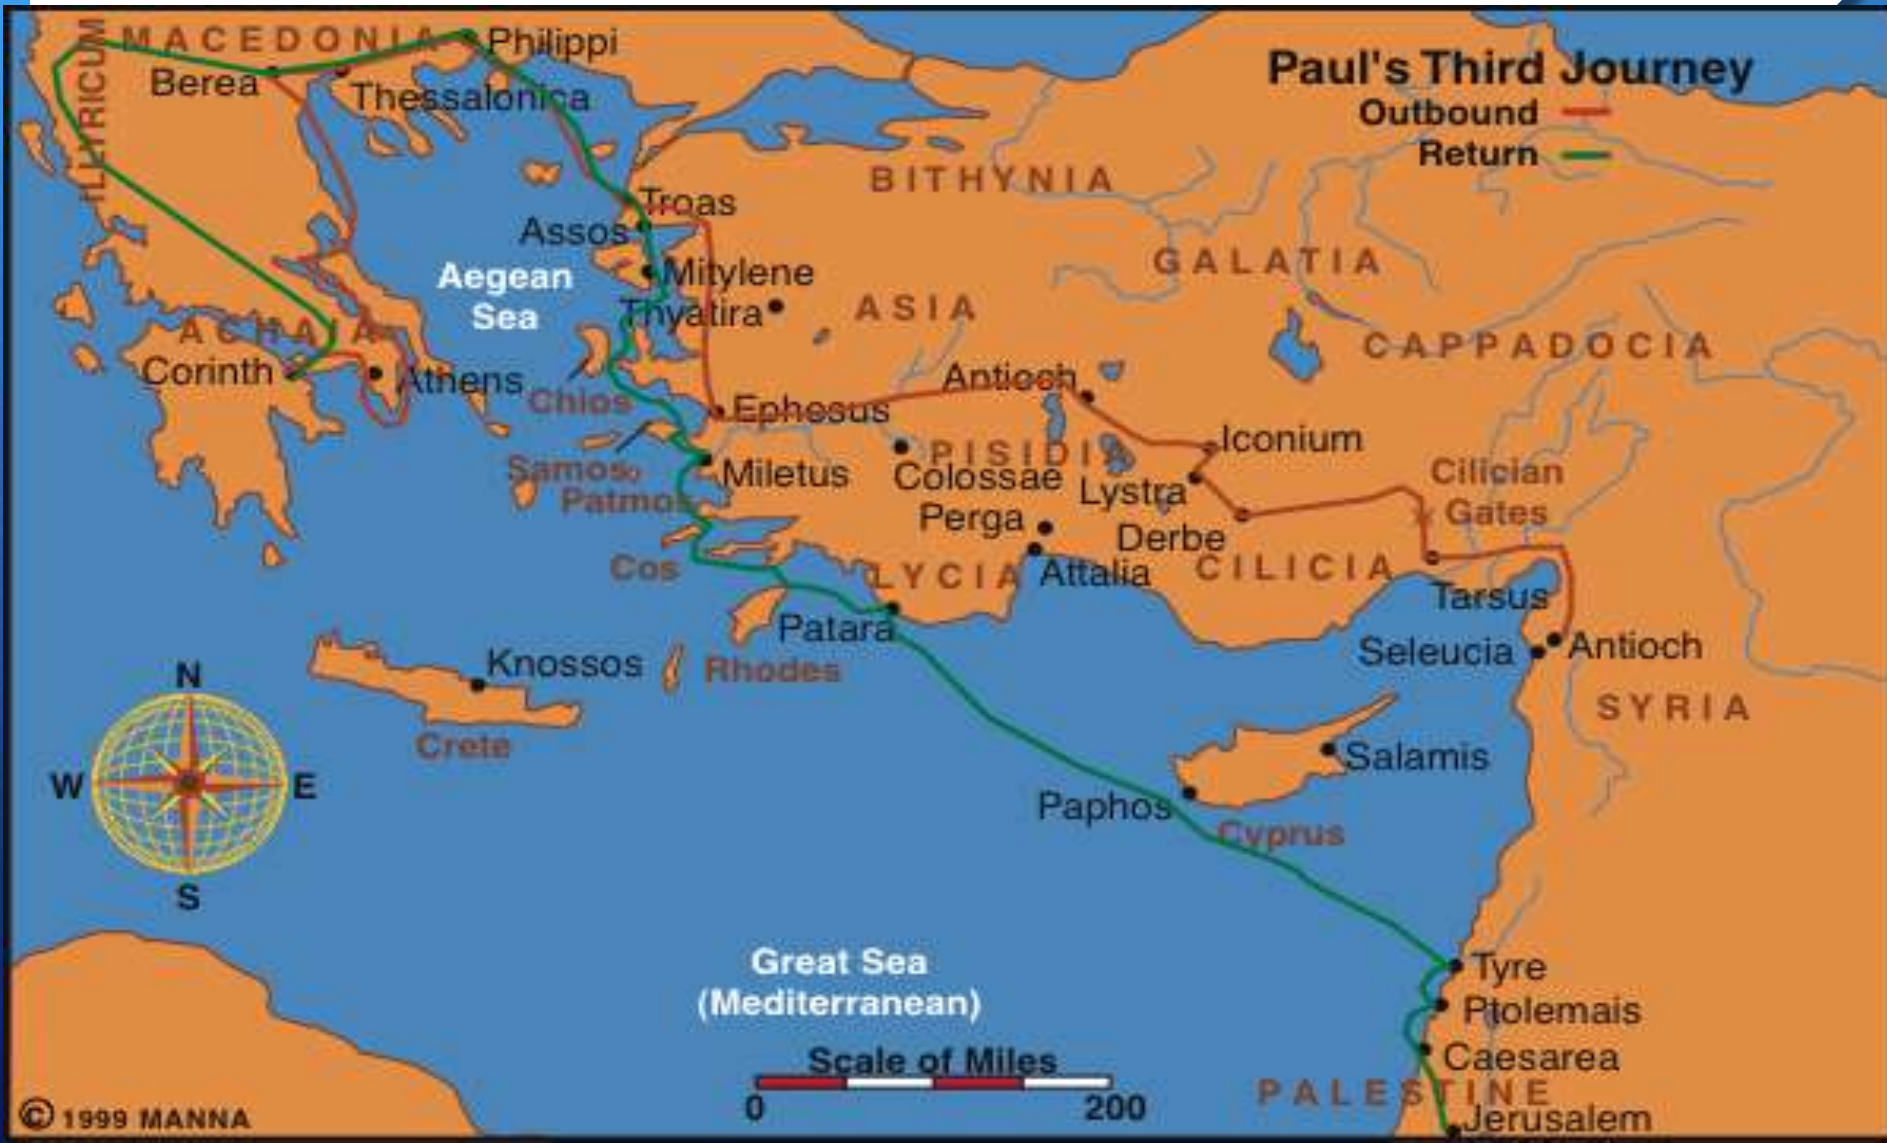 Paul's Third Journey
Outbound
Return
MACEDONIA
Philippi
Berea
Thessalonica
ILLYRICUM
BITHYNIA
Troas
Assos
GALATIA
Aegean
Sea
Mitylene
Thyatira
ASIA
ACHAIA
CAPPADOCIA
Corinth
Athens
Antioch
Chios
Ephesus
Iconium
PISIDIA
Samos
Miletus
Colossae
Lystra
Cilician
Gates
Patmos
Perga
Derbe
Cos
LYCIA
Attalia
CILICIA
Tarsus
Patara
Seleucia
Antioch
Knossos
Rhodes
SYRIA
Crete
N
W
E
S
Salamis
Paphos
Cyprus
Great Sea
(Mediterranean)
Tyre
Ptolemais
Caesarea
Scale of Miles
0
200
PALESTINE
Jerusalem
© 1999 MANNA